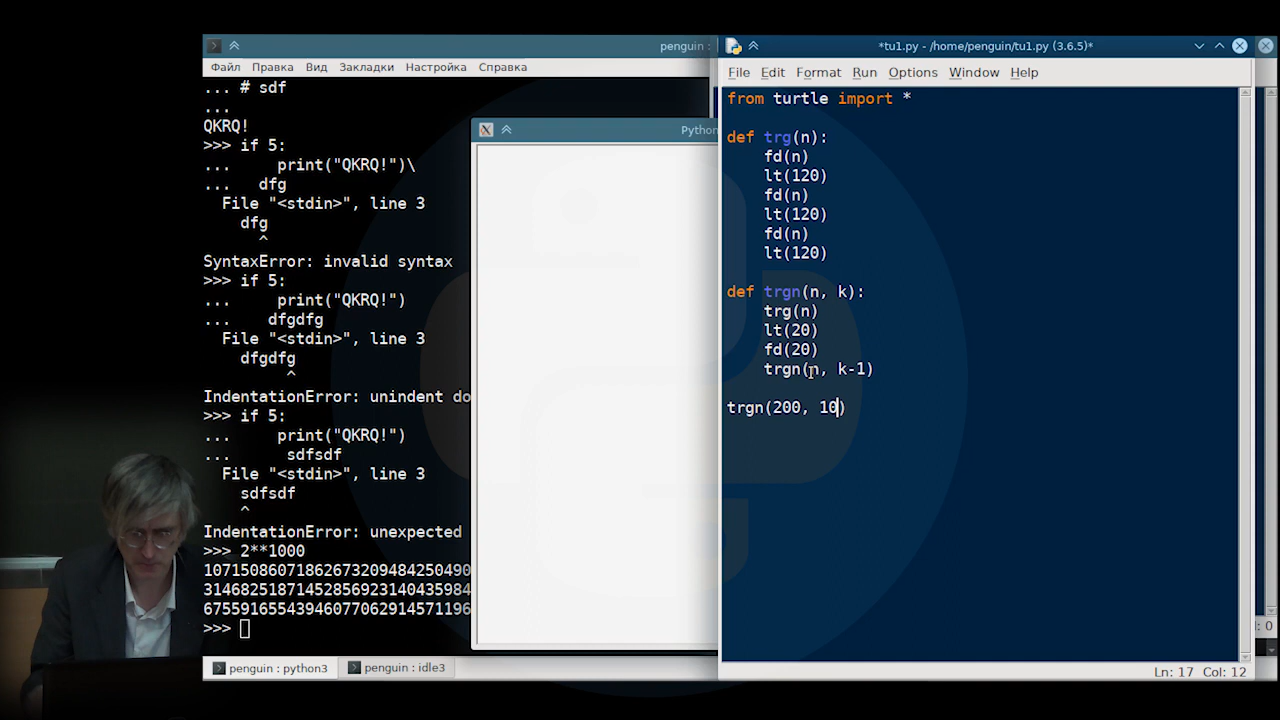 penguin :
Файл Правка Вид Закладки Настройка Справка
... # sdf
...
QKRQ!
>>> if 5:
...     print("QKRQ!")\
...   dfg
  File "<stdin>", line 3
    dfg
      ^
SyntaxError: invalid syntax
>>> if 5:
...     print("QKRQ!")
...    dfgdfg
  File "<stdin>", line 3
    dfgdfg
         ^
IndentationError: unindent do
>>> if 5:
...     print("QKRQ!")
...      sdfsdf
  File "<stdin>", line 3
    sdfsdf
    ^
IndentationError: unexpected
>>> 2**1000
10715086071862673209484250490
31468251871452856923140435984
67559165543946077062914571196
>>>
penguin : python3
penguin : idle3
Python
*tu1.py - /home/penguin/tu1.py (3.6.5)*
File Edit Format Run Options Window Help
from turtle import *
def trg(n):
    fd(n)
    lt(120)
    fd(n)
    lt(120)
    fd(n)
    lt(120)
def trgn(n, k):
    trg(n)
    lt(20)
    fd(20)
    trgn(n, k-1)
trgn(200, 10)
Ln: 17 Col: 12
: 0